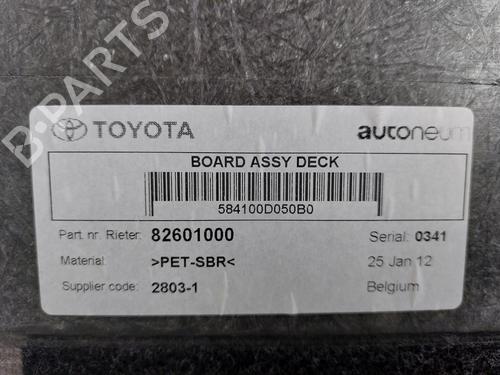 B-PARTS
TOYOTA autoneum
BOARD ASSY DECK
584100D050B0
Part. nr. Rieter: 82601000 Serial: 0341
Material: >PET-SBR< 25 Jan 12
Supplier code: 2803-1 Belgium